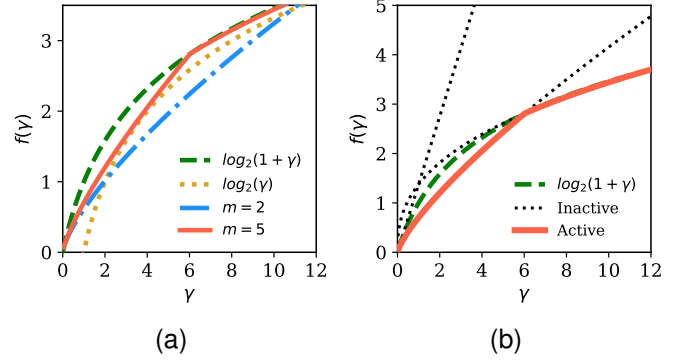 3
2
1
0
f(γ)
log₂(1 + γ)
log₂(γ)
m = 2
m = 5
0 2 4 6 8 10 12
γ
(a)
5
4
3
2
1
0
f(γ)
log₂(1 + γ)
Inactive
Active
0 2 4 6 8 10 12
γ
(b)